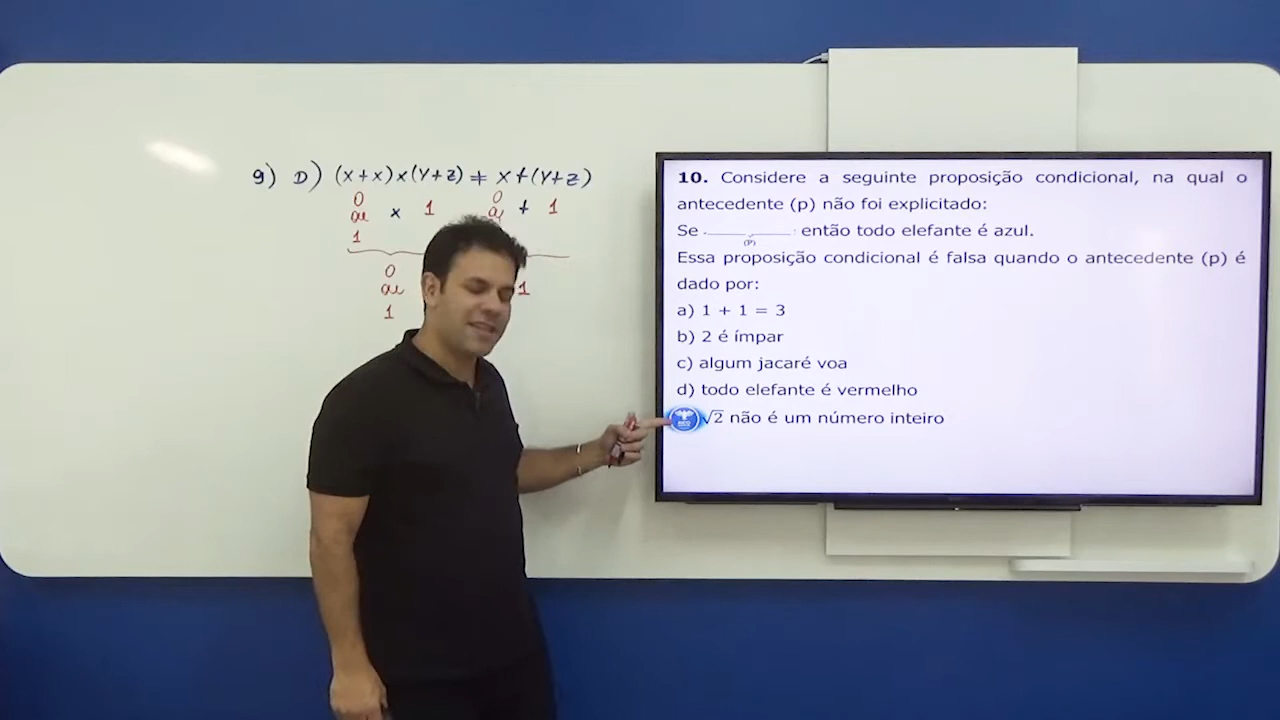 9) D) (X+X)x(Y+Z) ≠ X+(Y+Z)
0 0
ou x 1 ou + 1
1
0
ou 1
1
10. Considere a seguinte proposição condicional, na qual o
antecedente (p) não foi explicitado:
Se ____________ então todo elefante é azul.
(P)
Essa proposição condicional é falsa quando o antecedente (p) é
dado por:
a) 1 + 1 = 3
b) 2 é ímpar
c) algum jacaré voa
d) todo elefante é vermelho
√2 não é um número inteiro